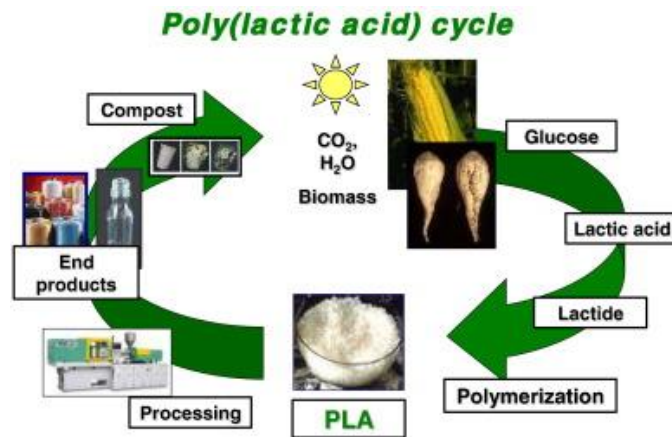 Poly(lactic acid) cycle
Compost
CO₂,
H₂O
Biomass
Glucose
Lactic acid
Lactide
Polymerization
PLA
Processing
End
products